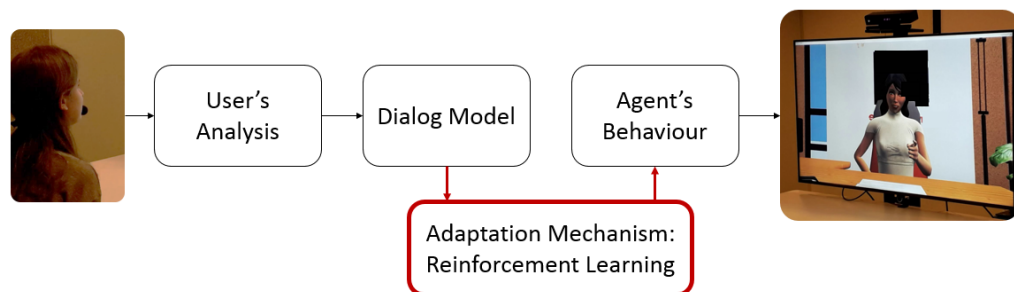 User's
Analysis
Dialog Model
Agent's
Behaviour
Adaptation Mechanism:
Reinforcement Learning